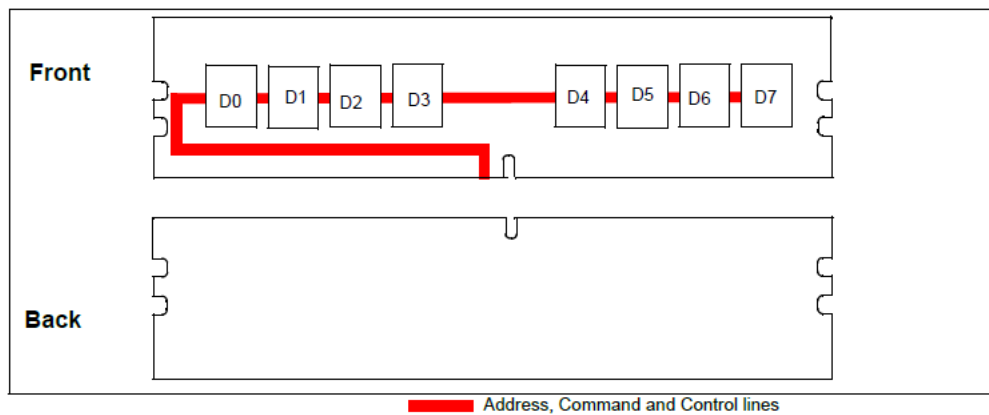 Front
D0 D1 D2 D3 D4 D5 D6 D7
Back
Address, Command and Control lines